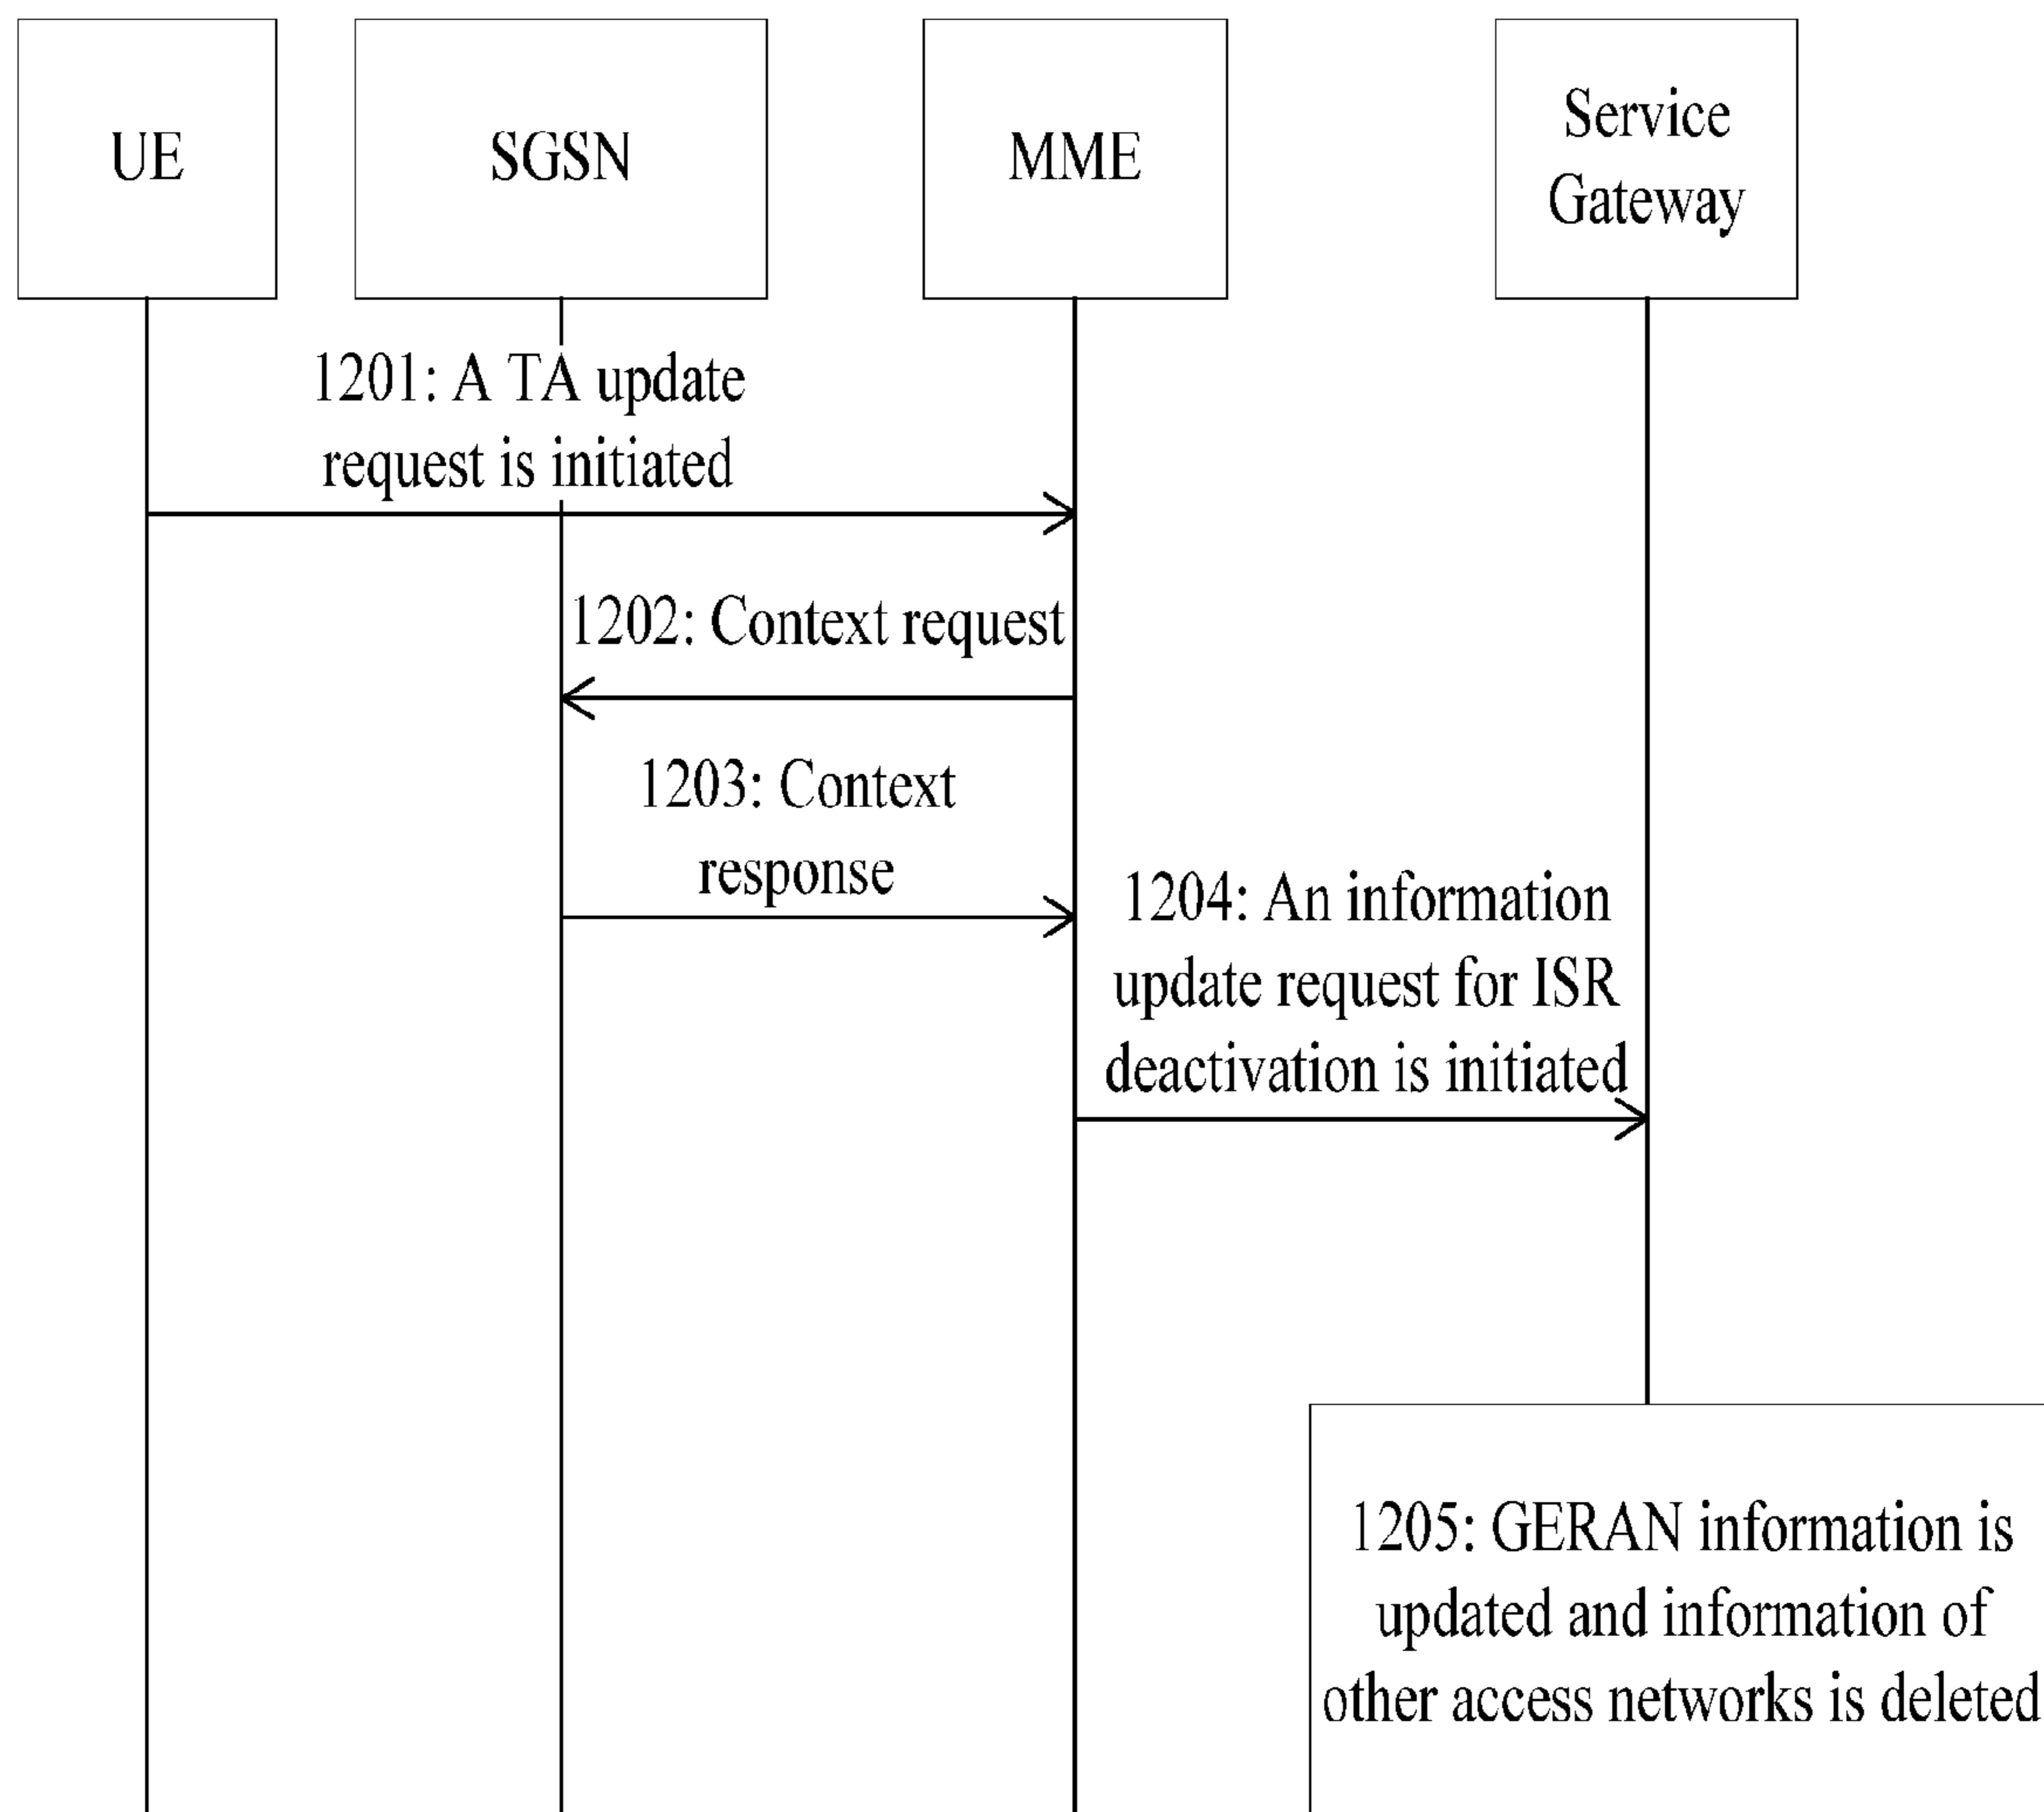 UE
SGSN
MME
Service
Gateway
1201: A TA update
request is initiated
1202: Context request
1203: Context
response
1204: An information
update request for ISR
deactivation is initiated
1205: GERAN information is
updated and information of
other access networks is deleted